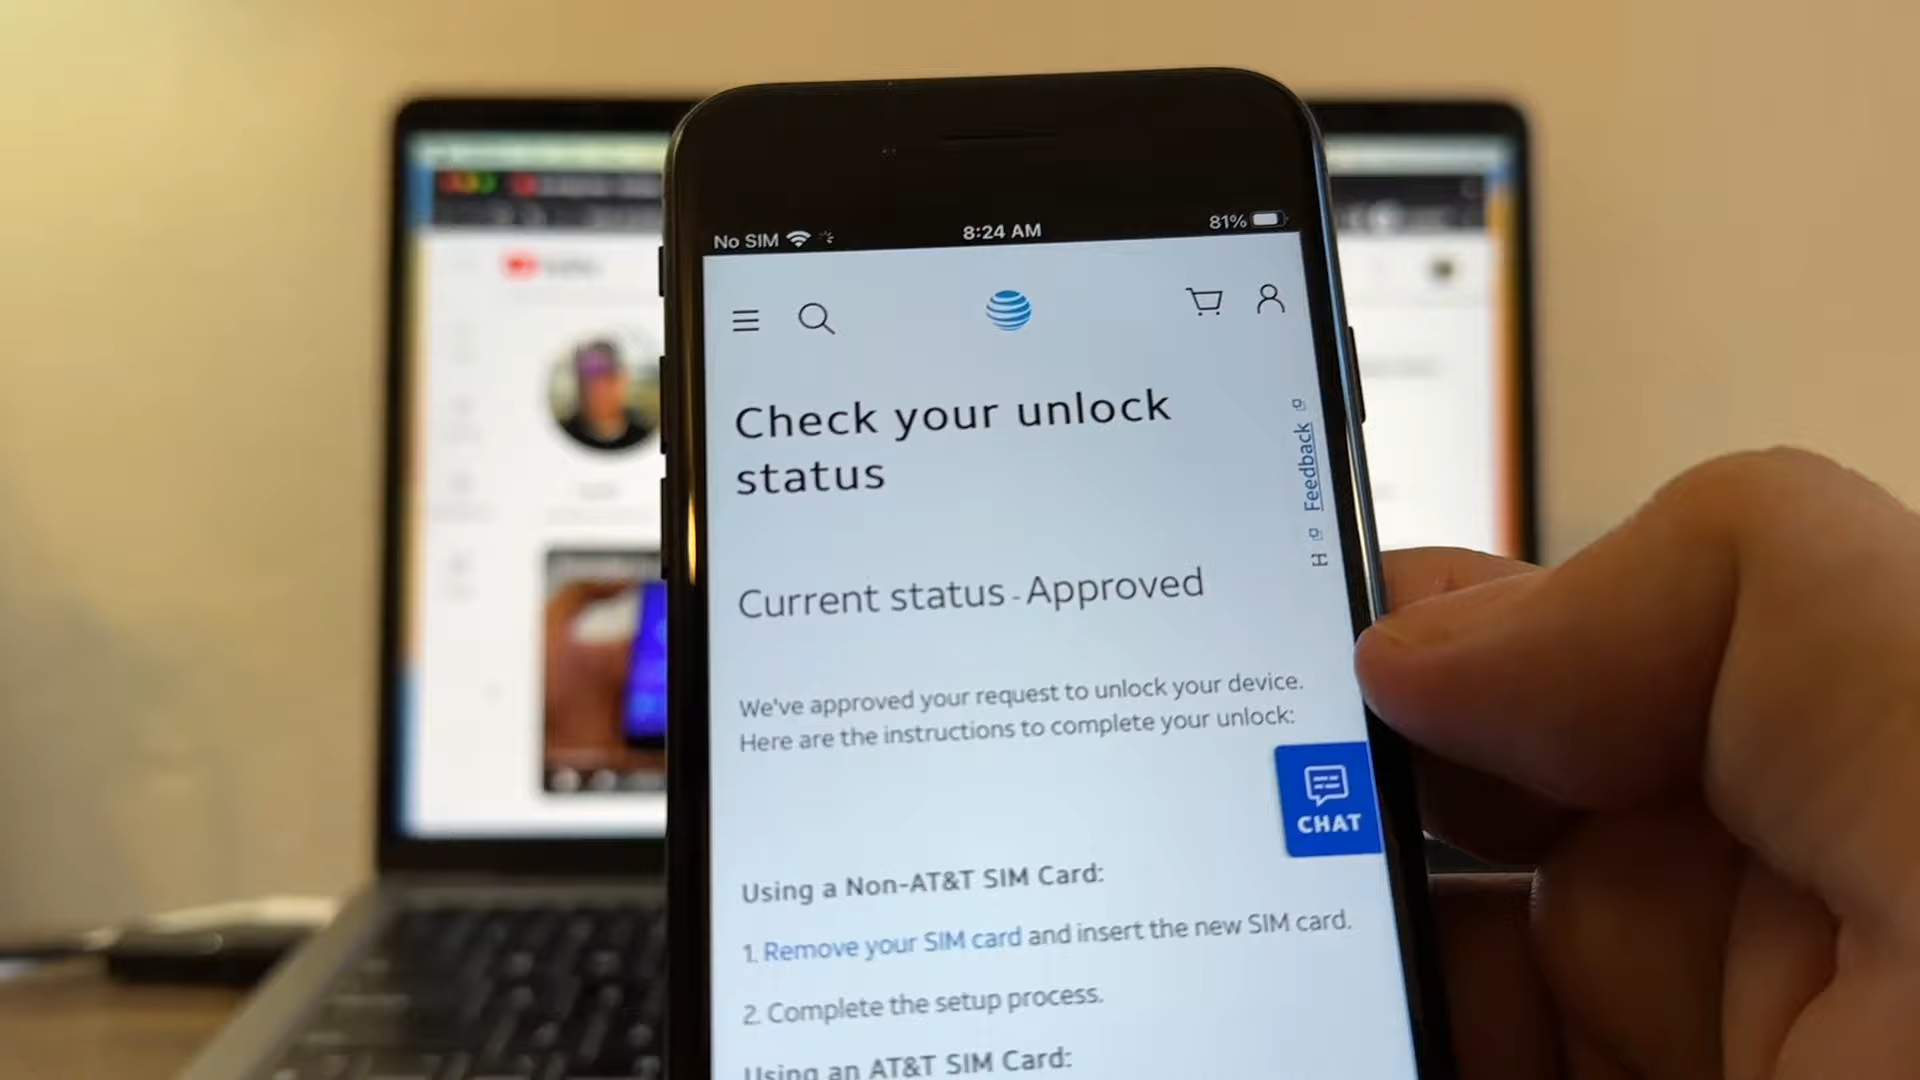 No SIM 8:24 AM 81%
Check your unlock
status
Feedback
Current status - Approved
We've approved your request to unlock your device.
Here are the instructions to complete your unlock:
CHAT
Using a Non-AT&T SIM Card:
1. Remove your SIM card and insert the new SIM card.
2. Complete the setup process.
Using an AT&T SIM Card: